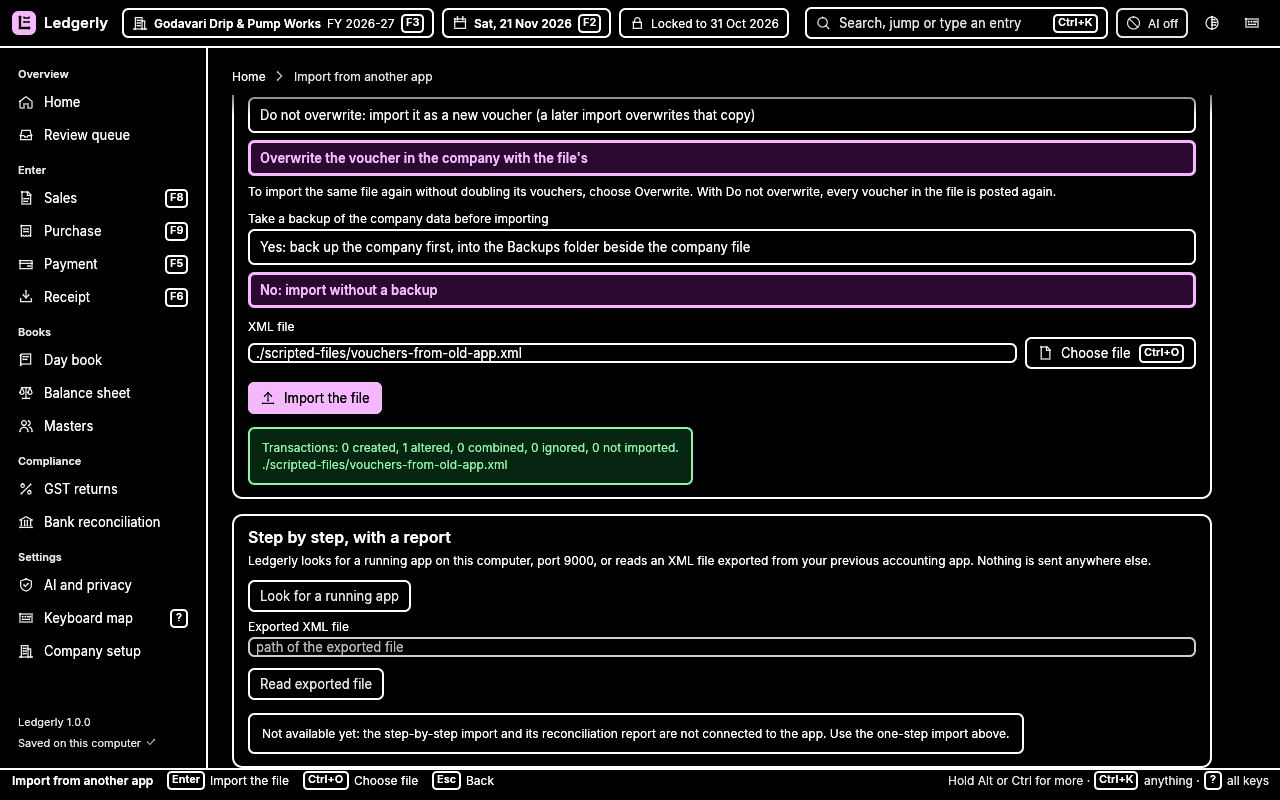 Ledgerly
Godavari Drip & Pump Works FY 2026-27 F3
Sat, 21 Nov 2026 F2
Locked to 31 Oct 2026
Search, jump or type an entry Ctrl+K
AI off
Overview
Home
Review queue
Enter
Sales F8
Purchase F9
Payment F5
Receipt F6
Books
Day book
Balance sheet
Masters
Compliance
GST returns
Bank reconciliation
Settings
AI and privacy
Keyboard map ?
Company setup
Ledgerly 1.0.0
Saved on this computer
Home > Import from another app
Do not overwrite: import it as a new voucher (a later import overwrites that copy)
Overwrite the voucher in the company with the file's
To import the same file again without doubling its vouchers, choose Overwrite. With Do not overwrite, every voucher in the file is posted again.
Take a backup of the company data before importing
Yes: back up the company first, into the Backups folder beside the company file
No: import without a backup
XML file
./scripted-files/vouchers-from-old-app.xml
Choose file Ctrl+O
Import the file
Transactions: 0 created, 1 altered, 0 combined, 0 ignored, 0 not imported.
./scripted-files/vouchers-from-old-app.xml
Step by step, with a report
Ledgerly looks for a running app on this computer, port 9000, or reads an XML file exported from your previous accounting app. Nothing is sent anywhere else.
Look for a running app
Exported XML file
path of the exported file
Read exported file
Not available yet: the step-by-step import and its reconciliation report are not connected to the app. Use the one-step import above.
Import from another app Enter Import the file Ctrl+O Choose file Esc Back
Hold Alt or Ctrl for more · Ctrl+K anything · ? all keys